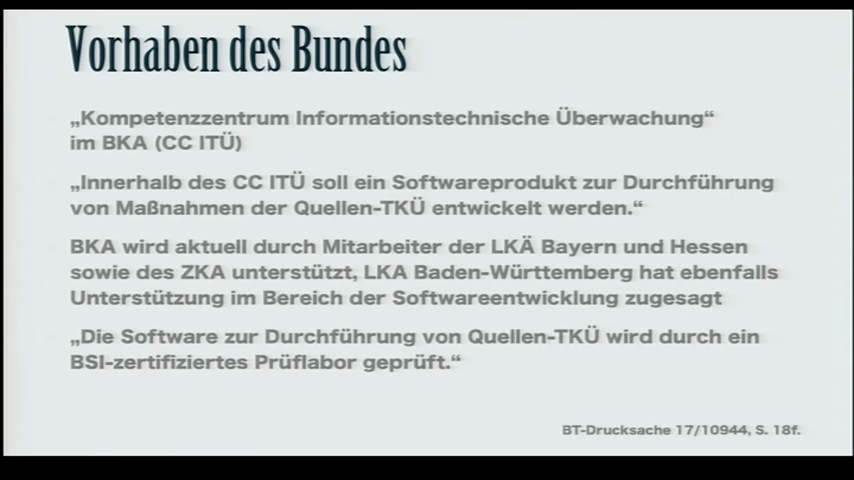 Vorhaben des Bundes
„Kompetenzzentrum Informationstechnische Überwachung“
im BKA (CC ITÜ)
„Innerhalb des CC ITÜ soll ein Softwareprodukt zur Durchführung
von Maßnahmen der Quellen-TKÜ entwickelt werden.“
BKA wird aktuell durch Mitarbeiter der LKÄ Bayern und Hessen
sowie des ZKA unterstützt, LKA Baden-Württemberg hat ebenfalls
Unterstützung im Bereich der Softwareentwicklung zugesagt
„Die Software zur Durchführung von Quellen-TKÜ wird durch ein
BSI-zertifiziertes Prüflabor geprüft.“
BT-Drucksache 17/10944, S. 18f.